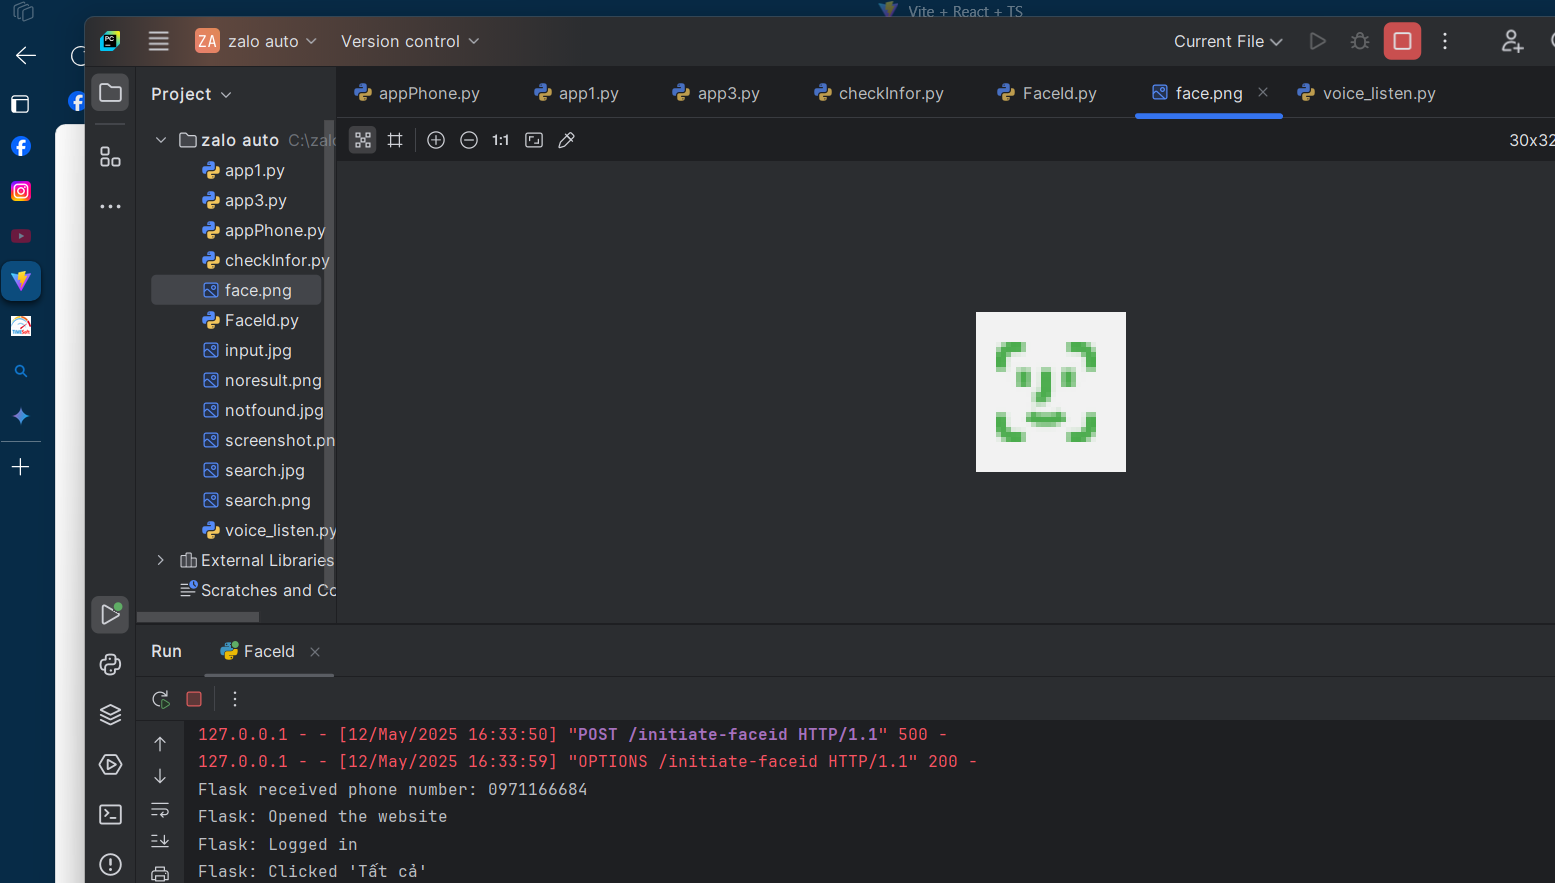 Vite + React + TS
PC
ZA zalo auto Version control Current File
Project
appPhone.py app1.py app3.py checkInfor.py FaceId.py face.png voice_listen.py
zalo auto C:\zalo
1:1 30x32
app1.py
app3.py
appPhone.py
checkInfor.py
face.png
FaceId.py
input.jpg
noresult.png
notfound.jpg
screenshot.pn
search.jpg
search.png
voice_listen.py
External Libraries
Scratches and Co
Run FaceId
127.0.0.1 - - [12/May/2025 16:33:50] "POST /initiate-faceid HTTP/1.1" 500 -
127.0.0.1 - - [12/May/2025 16:33:59] "OPTIONS /initiate-faceid HTTP/1.1" 200 -
Flask received phone number: 0971166684
Flask: Opened the website
Flask: Logged in
Flask: Clicked 'Tất cả'